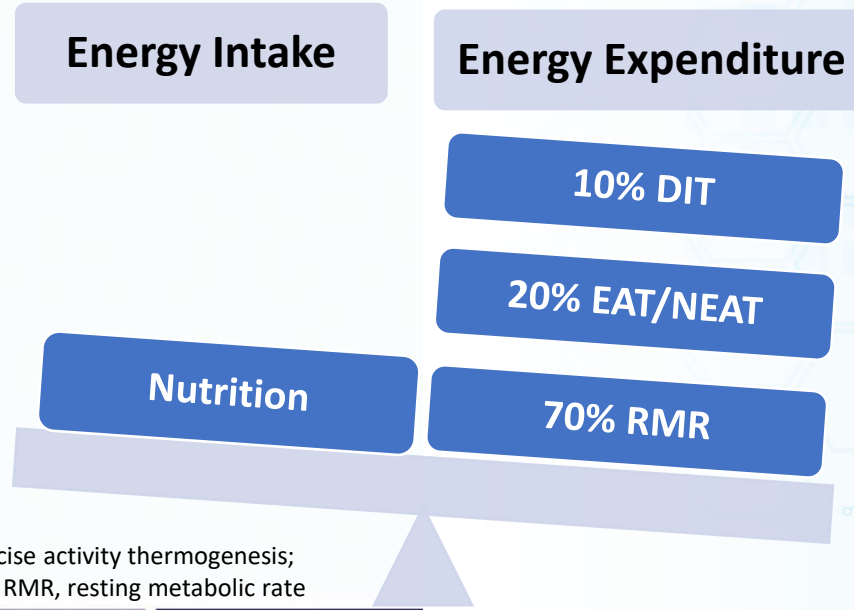 Energy Intake
Energy Expenditure
10% DIT
20% EAT/NEAT
Nutrition
70% RMR
cise activity thermogenesis;
RMR, resting metabolic rate